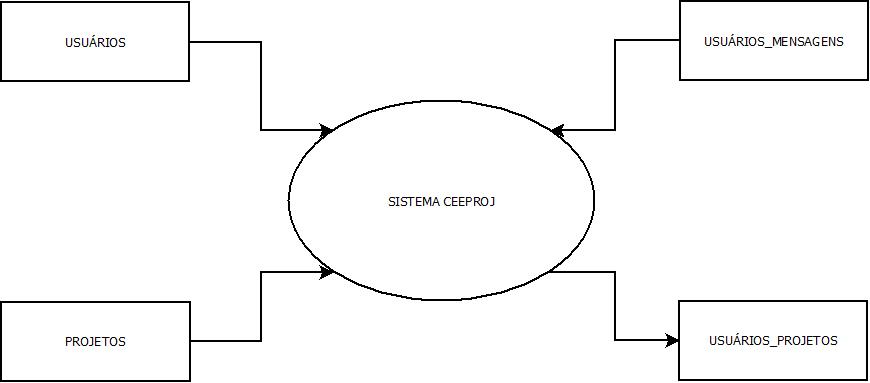 USUÁRIOS
USUÁRIOS_MENSAGENS
SISTEMA CEEPROJ
PROJETOS
USUÁRIOS_PROJETOS